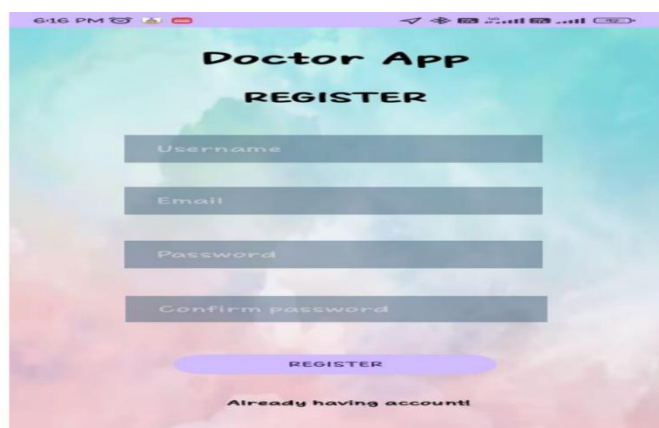 6:16 PM
Doctor App
REGISTER
Username
Email
Password
Confirm password
REGISTER
Already having account!